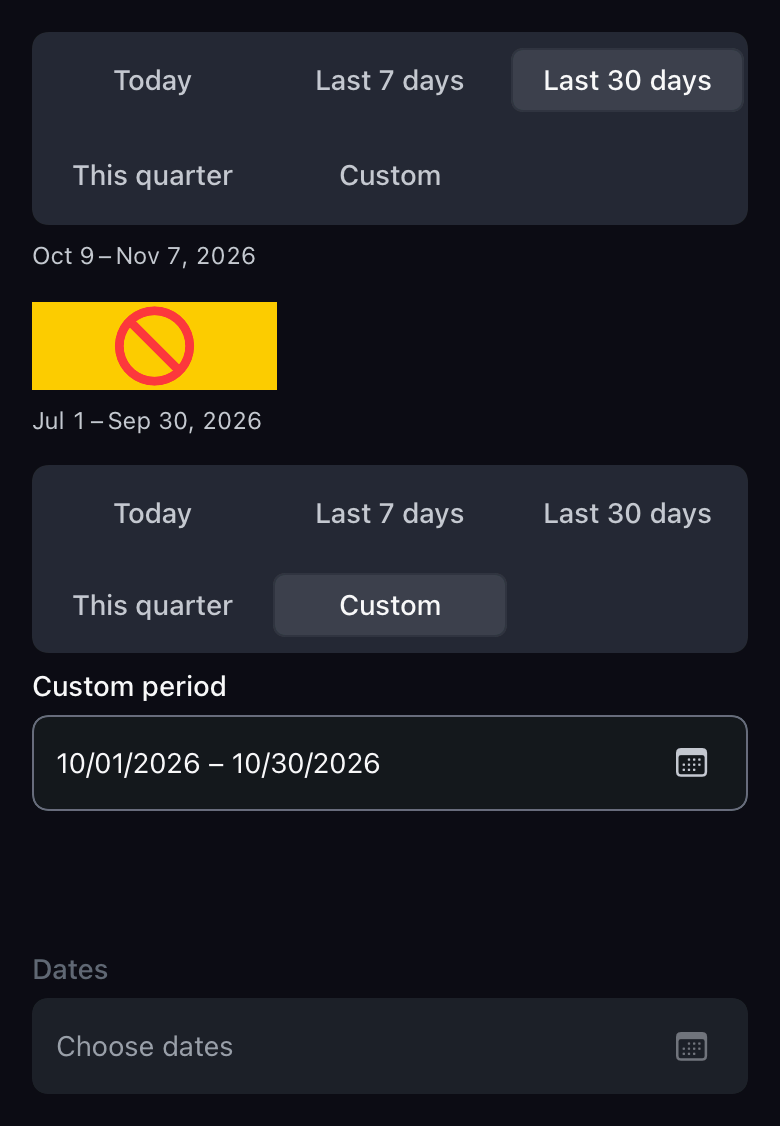 Today Last 7 days Last 30 days
This quarter Custom
Oct 9 – Nov 7, 2026
Jul 1 – Sep 30, 2026
Today Last 7 days Last 30 days
This quarter Custom
Custom period
10/01/2026 – 10/30/2026
Dates
Choose dates